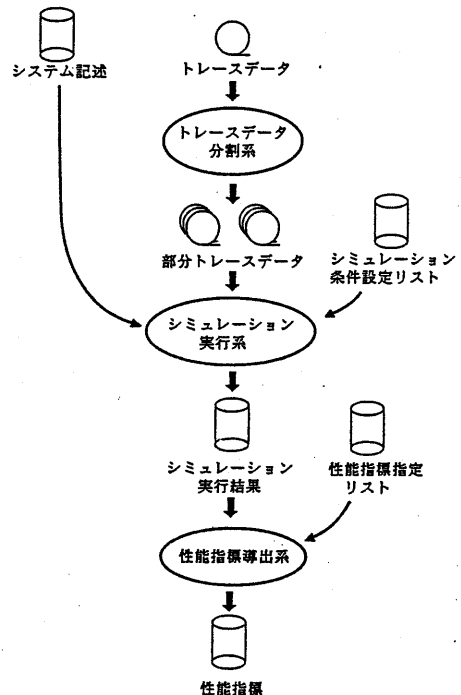 システム記述
トレースデータ
トレースデータ
分割系
部分トレースデータ
シミュレーション
条件設定リスト
シミュレーション
実行系
シミュレーション
実行結果
性能指標指定
リスト
性能指標導出系
性能指標